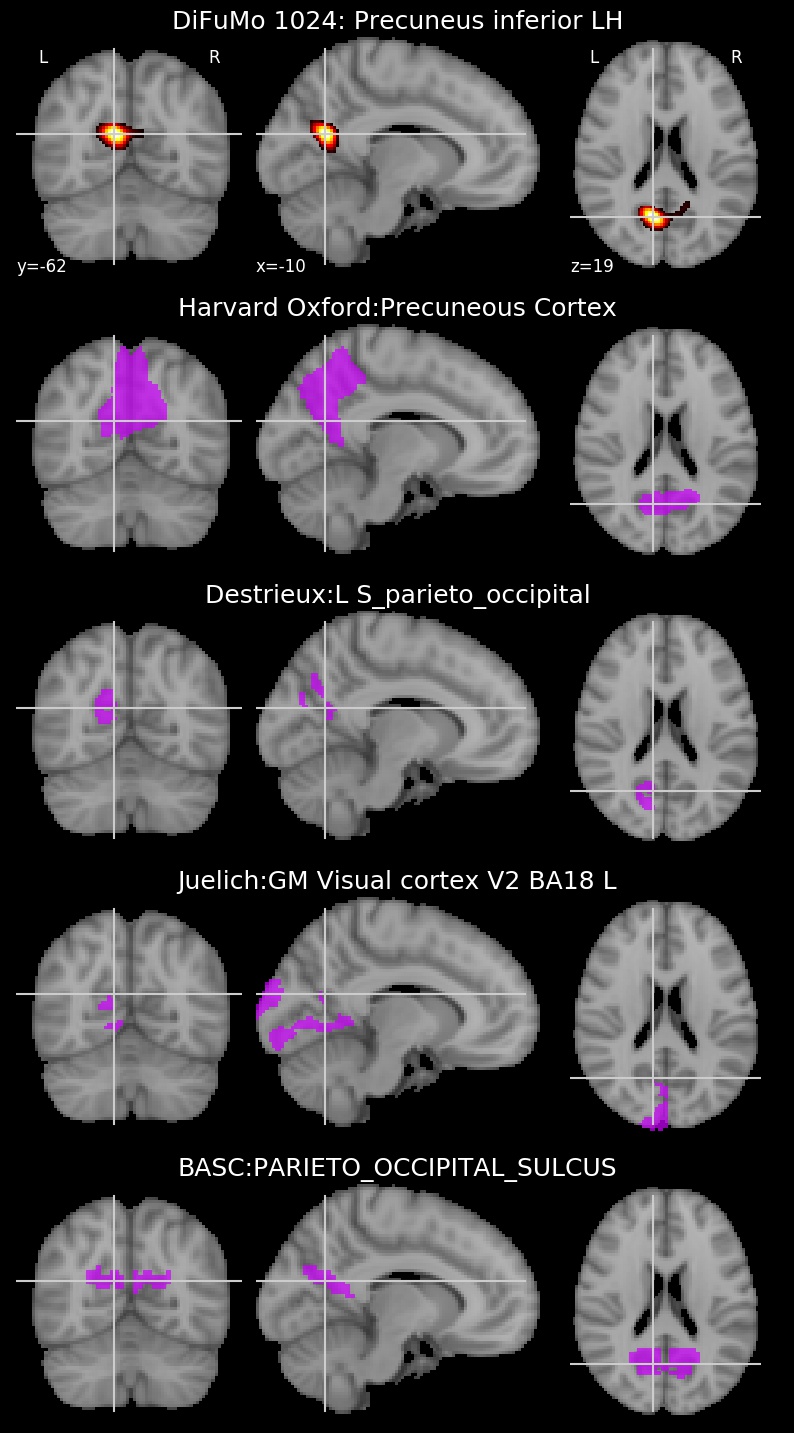 DiFuMo 1024: Precuneus inferior LH
L R L R
y=-62 x=-10 z=19
Harvard Oxford:Precuneous Cortex
Destrieux:L S_parieto_occipital
Juelich:GM Visual cortex V2 BA18 L
BASC:PARIETO_OCCIPITAL_SULCUS